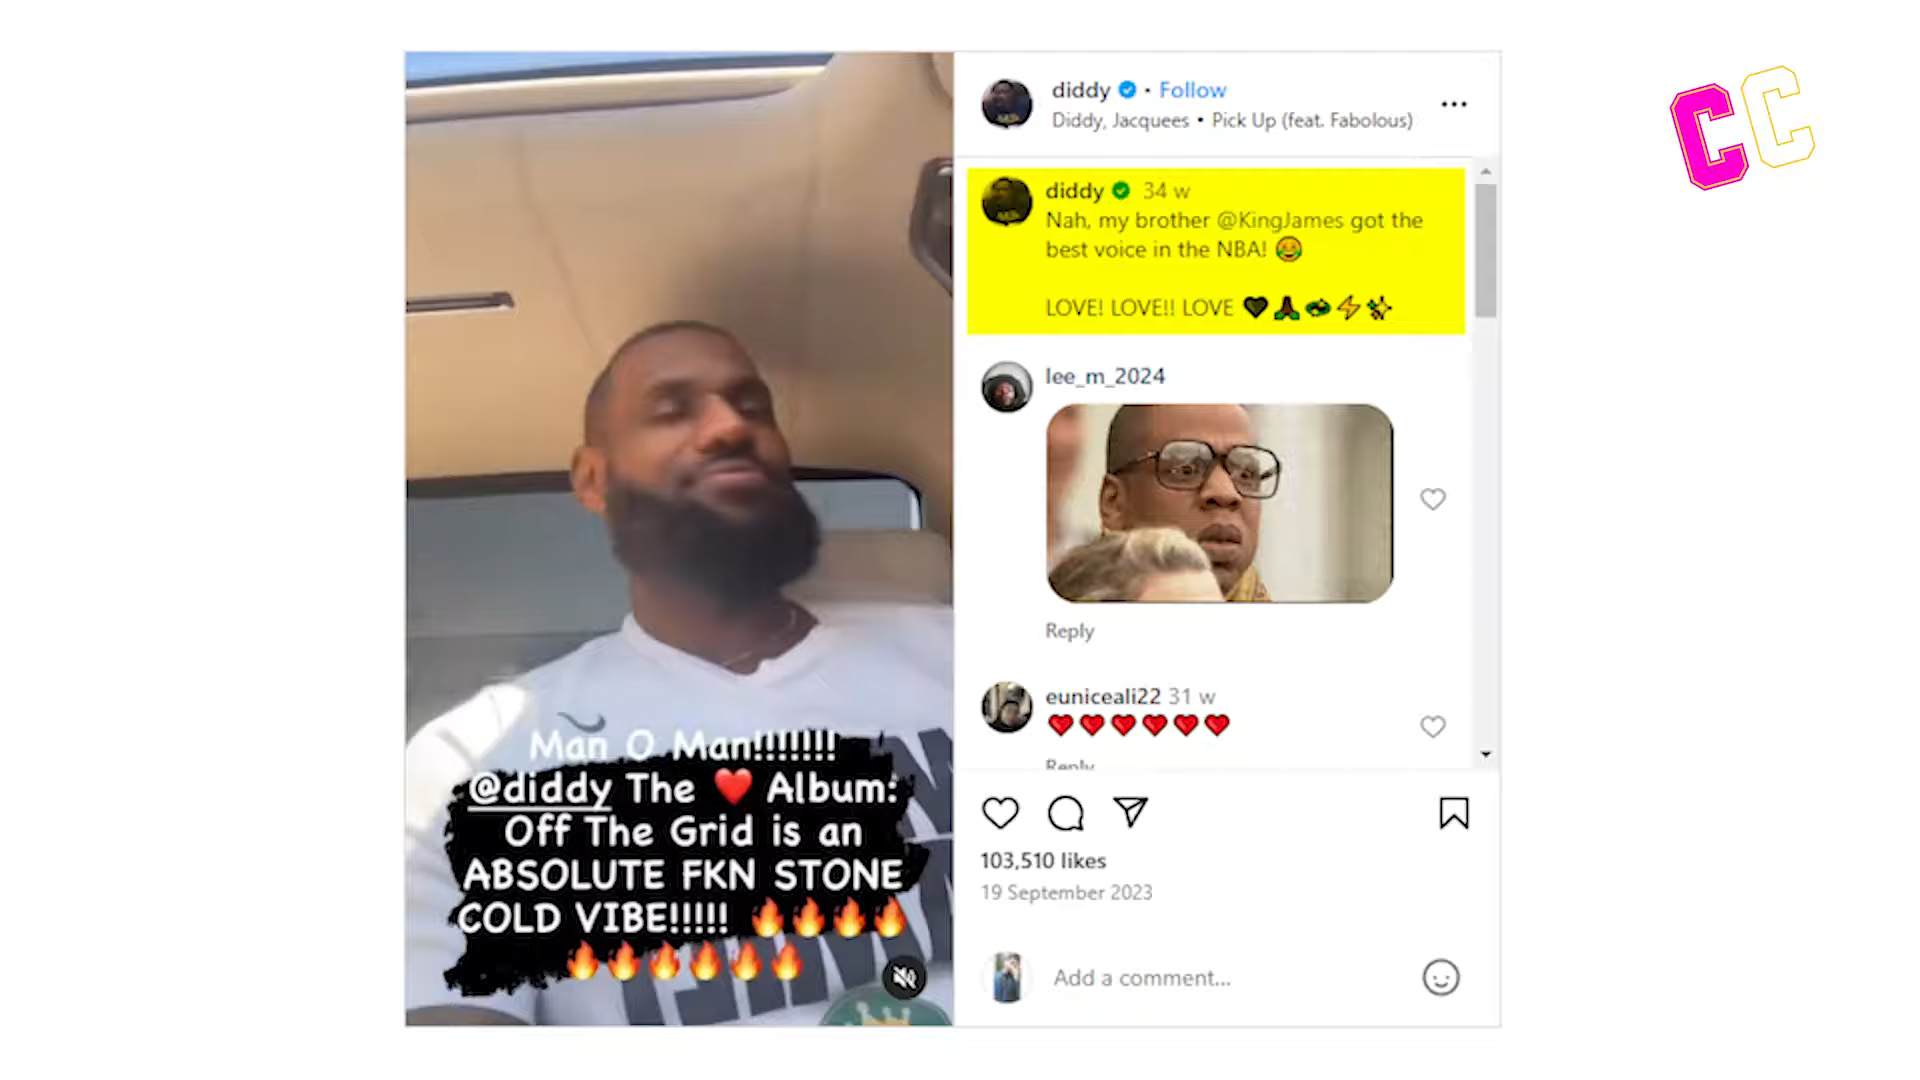 CC
diddy • Follow
Diddy, Jacquees • Pick Up (feat. Fabolous)
diddy 34 w
Nah, my brother @KingJames got the
best voice in the NBA! 😂
LOVE! LOVE!! LOVE 🖤🙏🏿💫⚡✨
lee_m_2024
Reply
euniceali22 31 w
❤️❤️❤️❤️❤️❤️
Reply
103,510 likes
19 September 2023
Add a comment...
Man O Man!!!!!!!
@diddy The ❤️ Album:
Off The Grid is an
ABSOLUTE FKN STONE
COLD VIBE!!!!! 🔥🔥🔥🔥
🔥🔥🔥🔥🔥🔥